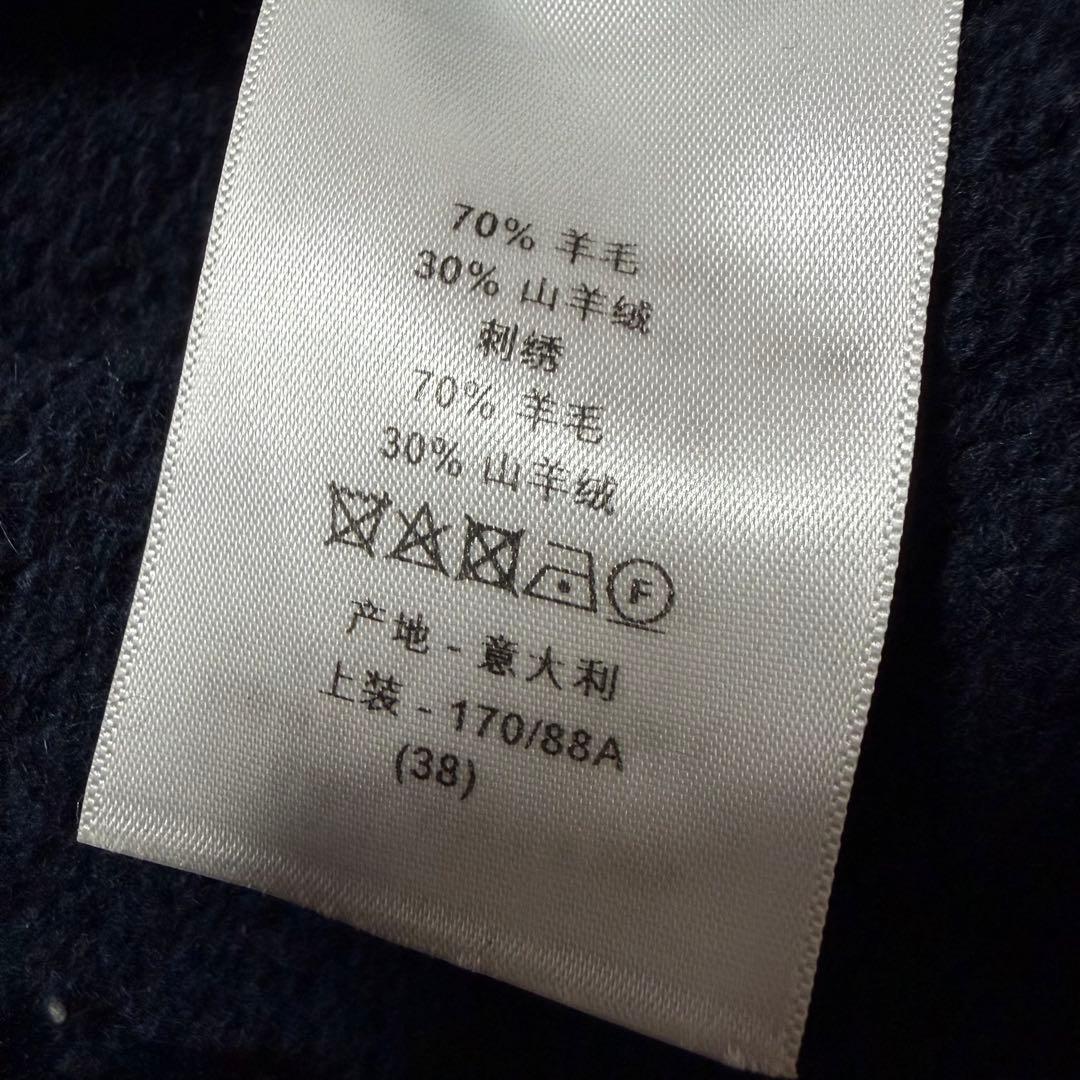 70% 羊毛
30% 山羊绒
刺绣
70% 羊毛
30% 山羊绒
F
产地 - 意大利
上装 - 170/88A
(38)